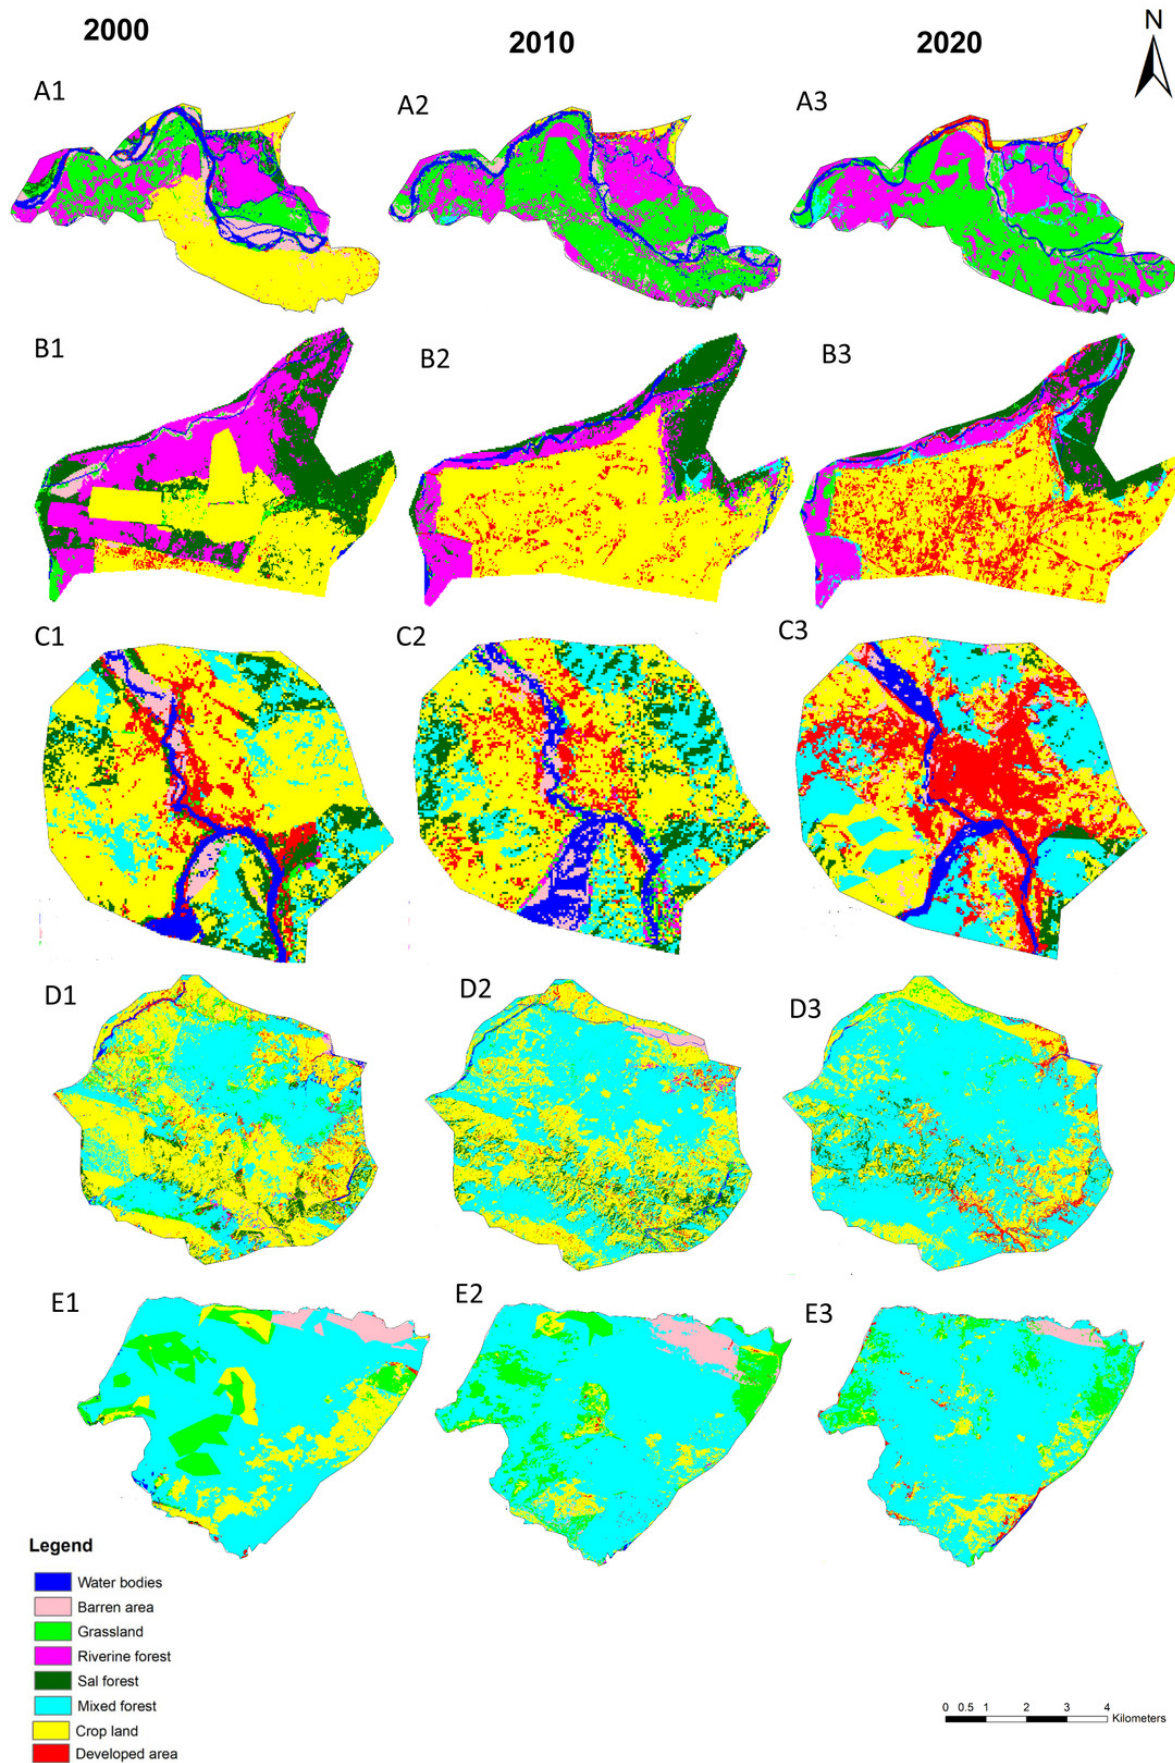 2000 2010 2020 N
A1 A2 A3
B1 B2 B3
C1 C2 C3
D1 D2 D3
E1 E2 E3
Legend
Water bodies
Barren area
Grassland
Riverine forest
Sal forest
Mixed forest
Crop land
Developed area
0 0.5 1 2 3 4
Kilometers